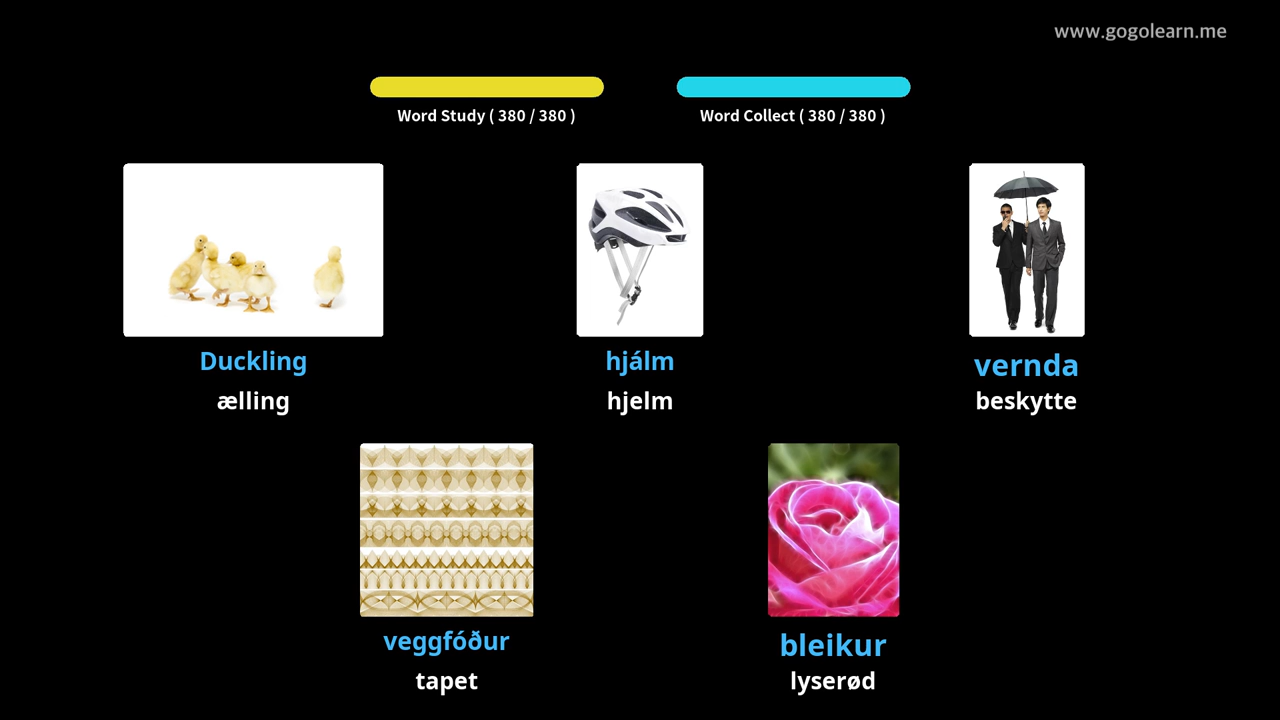 www.gogolearn.me
Word Study ( 380 / 380 )
Word Collect ( 380 / 380 )
Duckling
ælling
hjálm
hjelm
vernda
beskytte
veggfóður
tapet
bleikur
lyserød